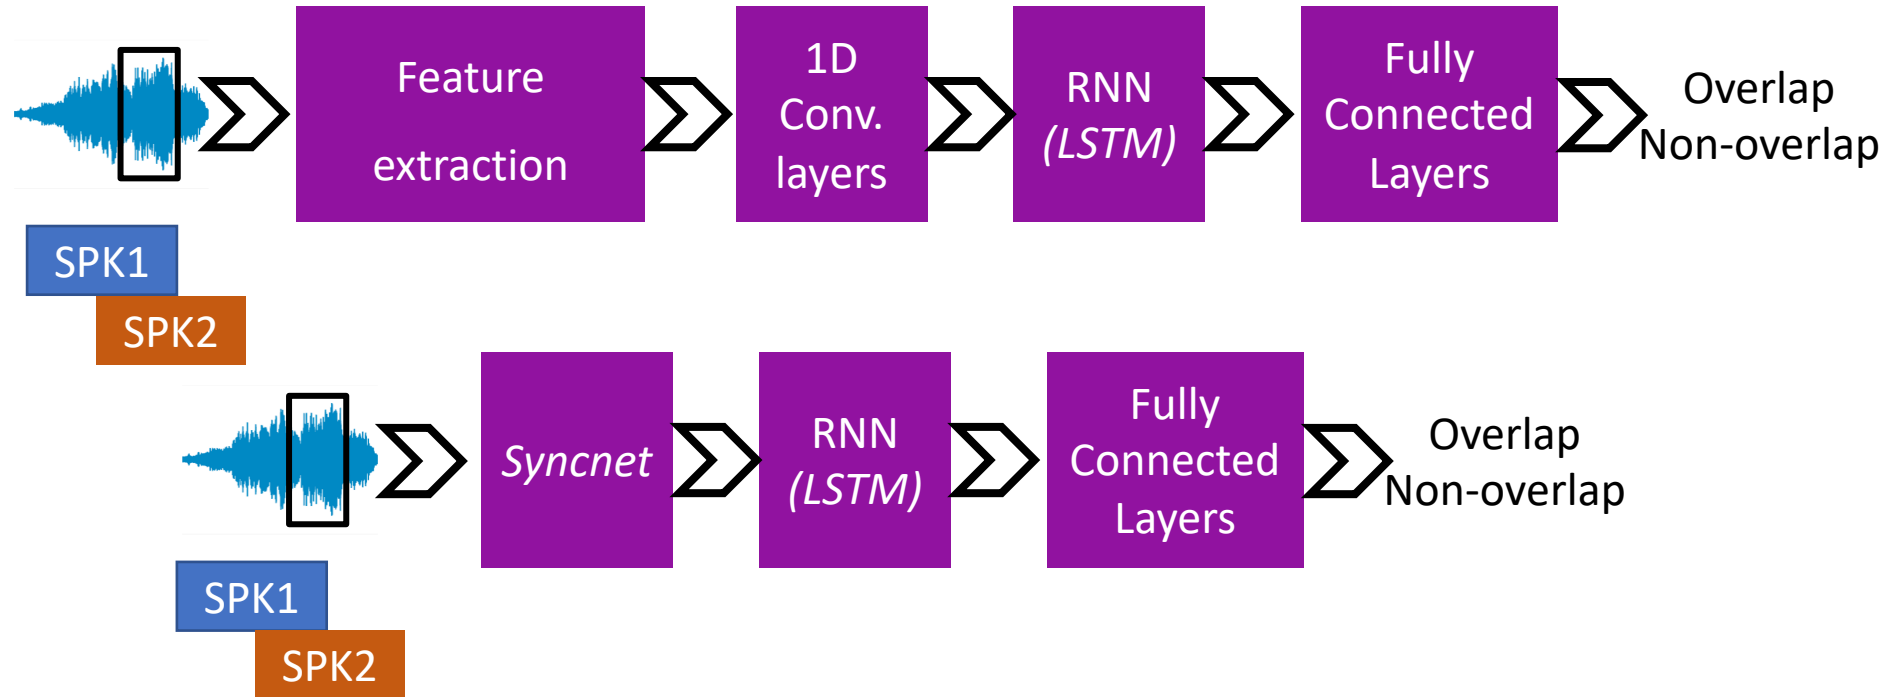 Feature
extraction
1D
Conv.
layers
RNN
(LSTM)
Fully
Connected
Layers
Overlap
Non-overlap
SPK1
SPK2
Syncnet
RNN
(LSTM)
Fully
Connected
Layers
Overlap
Non-overlap
SPK1
SPK2